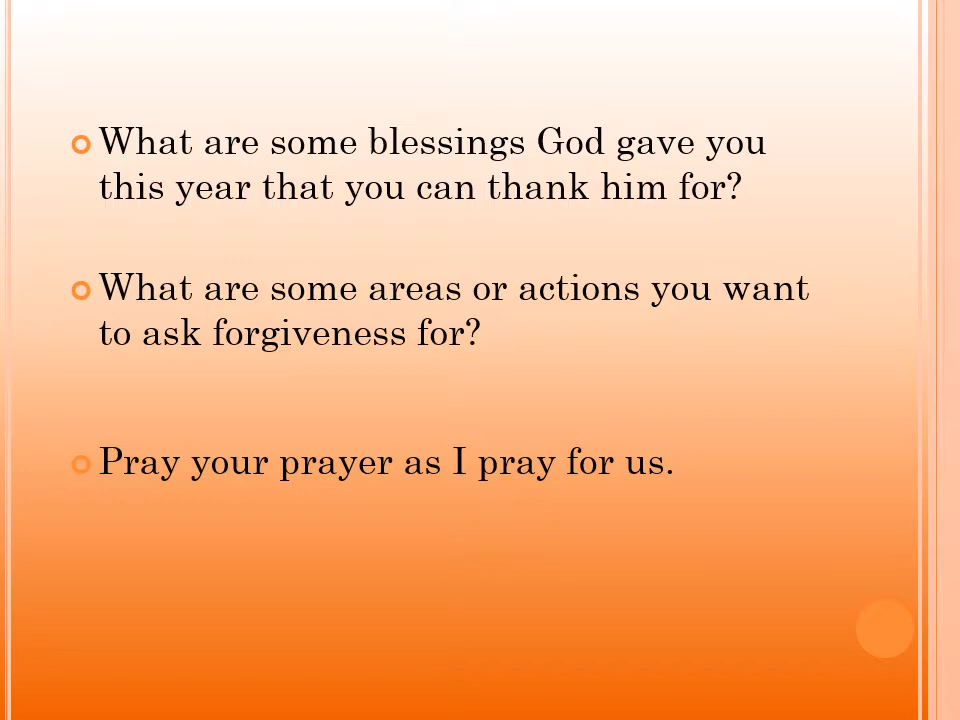 What are some blessings God gave you
this year that you can thank him for?
What are some areas or actions you want
to ask forgiveness for?
Pray your prayer as I pray for us.